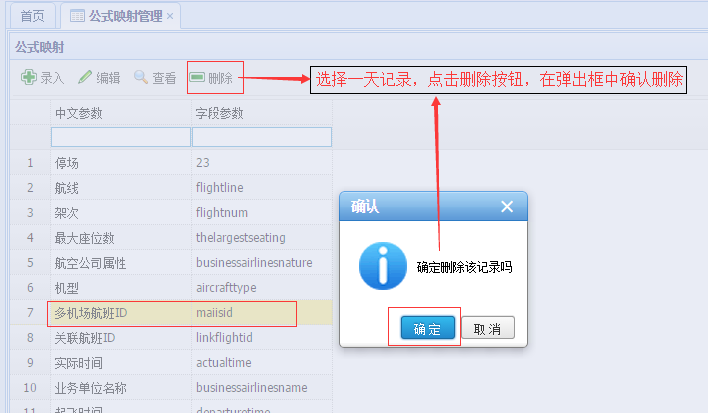 首页 公式映射管理 ×
公式映射
录入 编辑 查看 删除 选择一天记录，点击删除按钮，在弹出框中确认删除
中文参数 字段参数
1 停场 23
2 航线 flightline
3 架次 flightnum
4 最大座位数 thelargestseating
5 航空公司属性 businessairlinesnature
6 机型 aircrafttype
7 多机场航班ID maiisid
8 关联航班ID linkflightid
9 实际时间 actualtime
10 业务单位名称 businessairlinesname
11 起飞时间 departuretime
确认
确定删除该记录吗
确定 取消